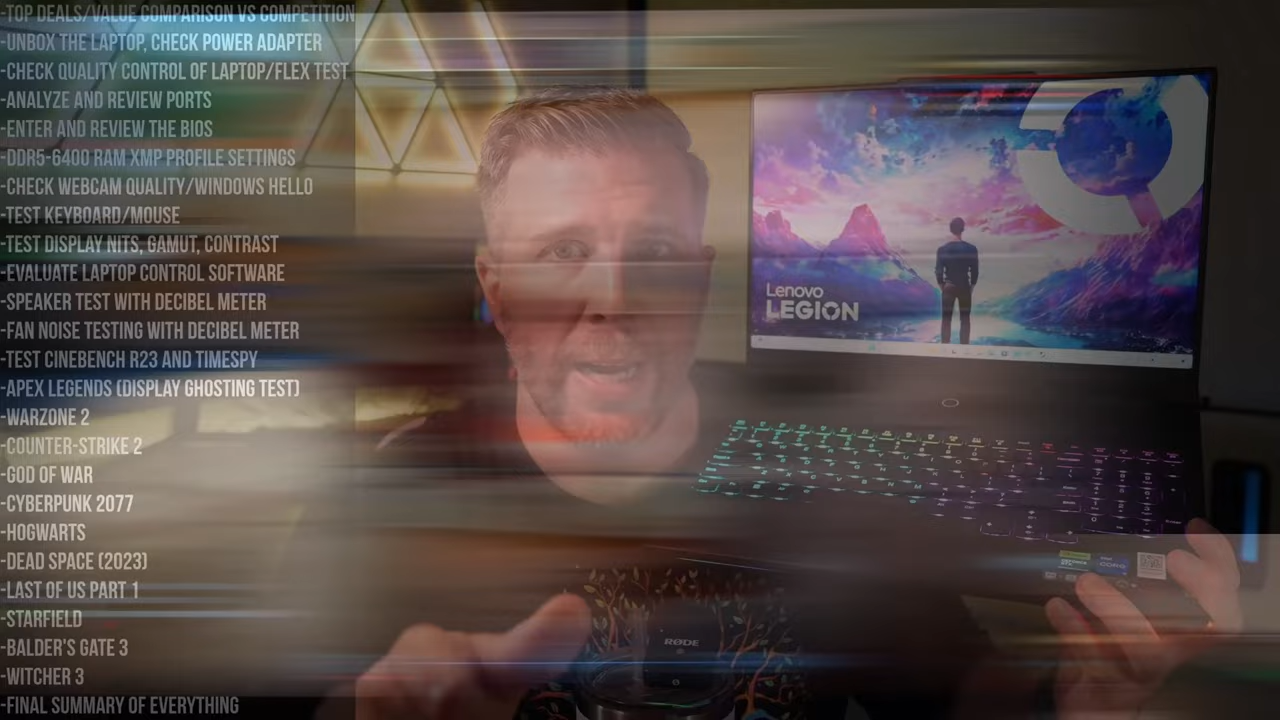 -TOP DEALS/VALUE COMPARISON VS COMPETITION
-UNBOX THE LAPTOP, CHECK POWER ADAPTER
-CHECK QUALITY CONTROL OF LAPTOP/FLEX TEST
-ANALYZE AND REVIEW PORTS
-ENTER AND REVIEW THE BIOS
-DDR5-6400 RAM XMP PROFILE SETTINGS
-CHECK WEBCAM QUALITY/WINDOWS HELLO
-TEST KEYBOARD/MOUSE
-TEST DISPLAY NITS, GAMUT, CONTRAST
-EVALUATE LAPTOP CONTROL SOFTWARE
-SPEAKER TEST WITH DECIBEL METER
-FAN NOISE TESTING WITH DECIBEL METER
-TEST CINEBENCH R23 AND TIMESPY
-APEX LEGENDS (DISPLAY GHOSTING TEST)
-WARZONE 2
-COUNTER-STRIKE 2
-GOD OF WAR
-CYBERPUNK 2077
-HOGWARTS
-DEAD SPACE (2023)
-LAST OF US PART 1
-STARFIELD
-BALDER'S GATE 3
-WITCHER 3
-FINAL SUMMARY OF EVERYTHING
Lenovo
LEGION
CORE
RØDE